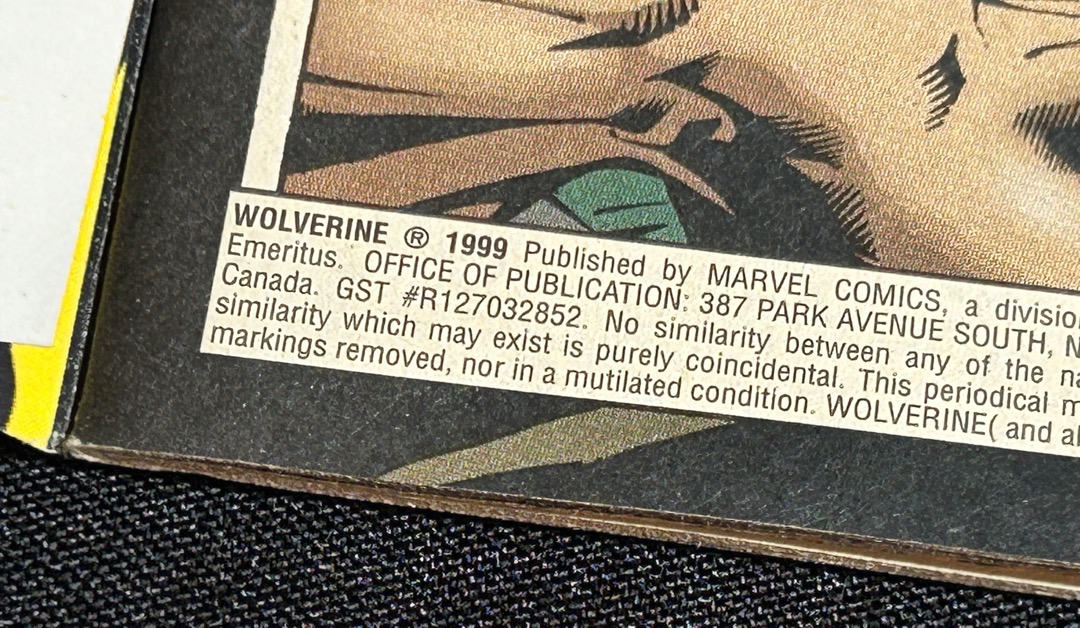 WOLVERINE ® 1999 Published by MARVEL COMICS, a
Emeritus. OFFICE OF PUBLICATION: 387 PARK AVENUE SOUTH,
Canada. GST #R127032852. No similarity between any of the
similarity which may exist is purely coincidental. This periodical
markings removed, nor in a mutilated condition. WOLVERINE( and